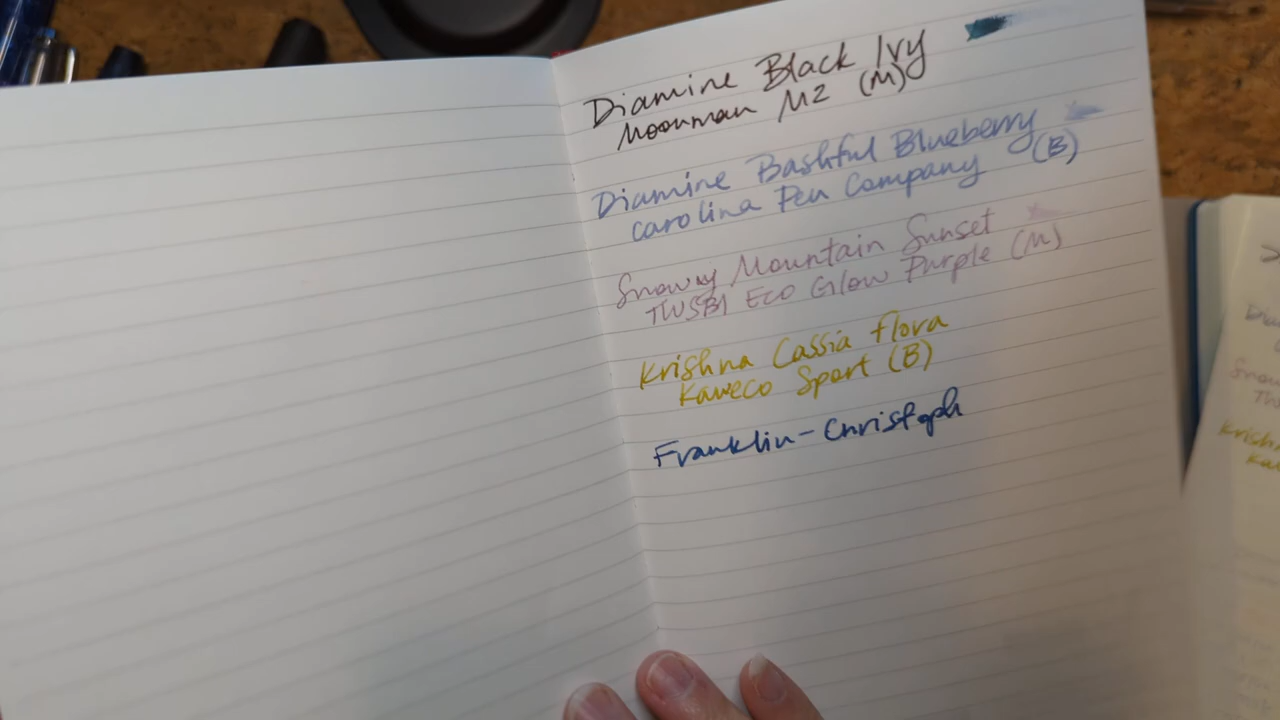 Diamine Black Ivy
Moonman M2 (M)
Diamine Bashful Blueberry
Carolina Pen Company (B)
Snowy Mountain Sunset
TWSBI Eco Glow Purple (M)
Krishna Cassia Flora
Kaweco Sport (B)
Franklin-Christoph